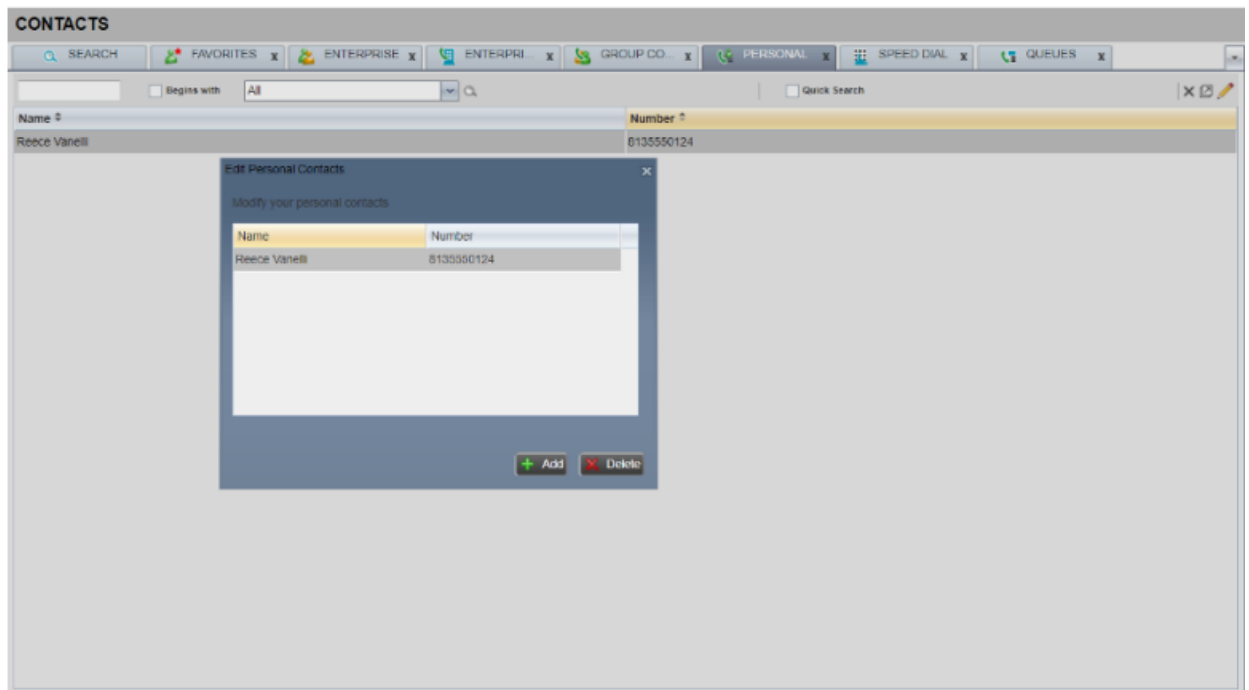 CONTACTS
SEARCH FAVORITES x ENTERPRISE x ENTERPRI... x GROUP CO... x PERSONAL x SPEED DIAL x QUEUES x
Begins with All Quick Search
Name Number
Reece Vanelli 8135550124
Edit Personal Contacts
Modify your personal contacts
Name Number
Reece Vanelli 8135550124
Add Delete